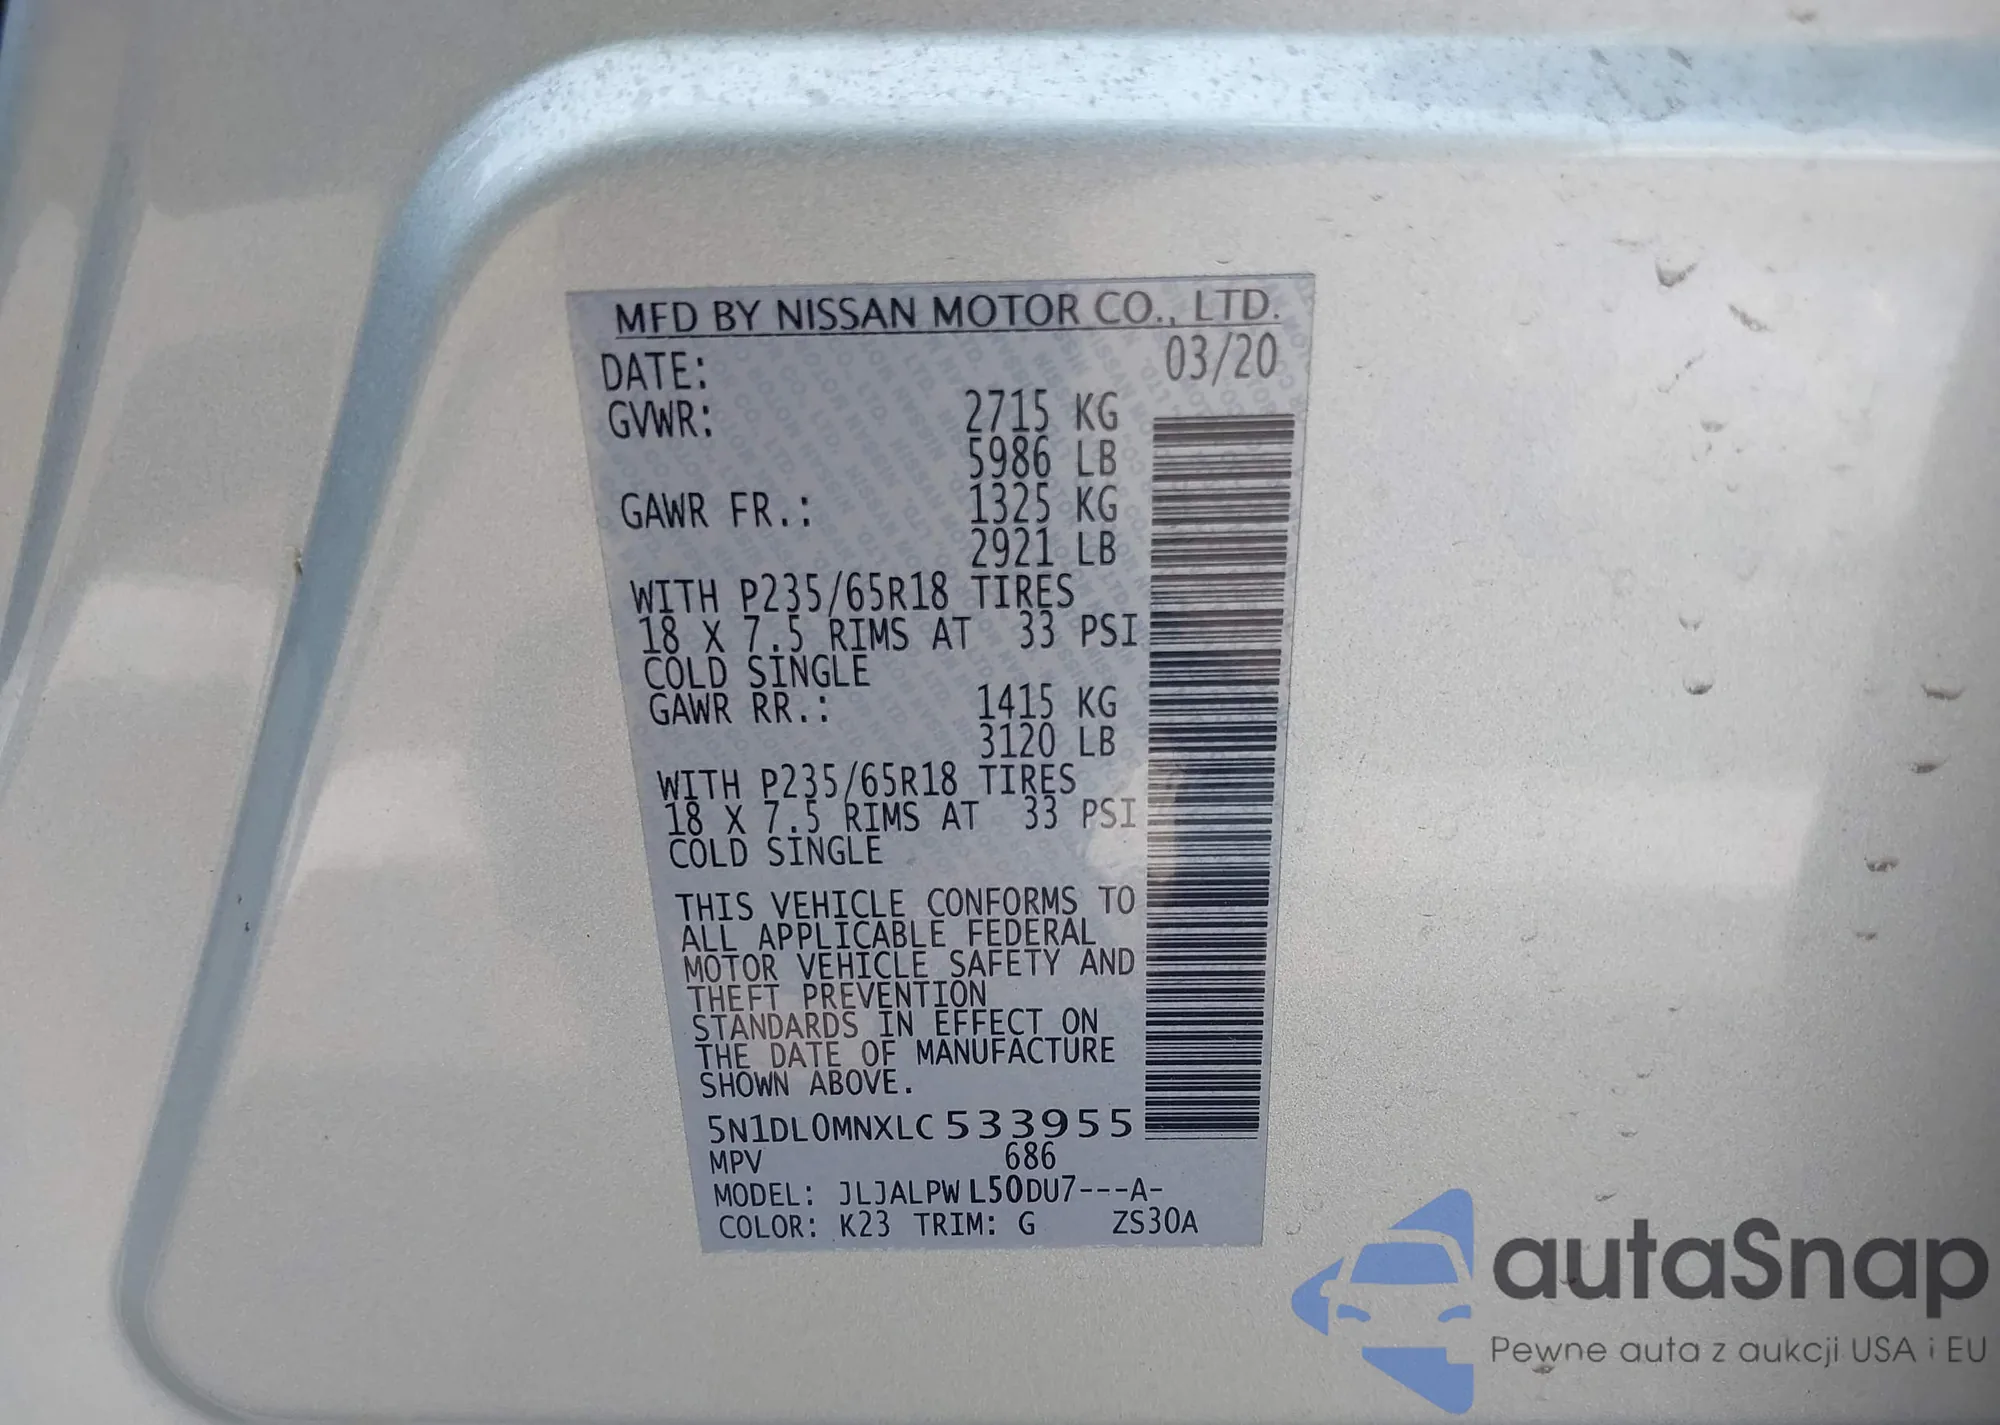 MFD BY NISSAN MOTOR CO., LTD.
DATE: 03/20
GVWR: 2715 KG
5986 LB
GAWR FR.: 1325 KG
2921 LB
WITH P235/65R18 TIRES
18 X 7.5 RIMS AT 33 PSI
COLD SINGLE
GAWR RR.: 1415 KG
3120 LB
WITH P235/65R18 TIRES
18 X 7.5 RIMS AT 33 PSI
COLD SINGLE
THIS VEHICLE CONFORMS TO
ALL APPLICABLE FEDERAL
MOTOR VEHICLE SAFETY AND
THEFT PREVENTION
STANDARDS IN EFFECT ON
THE DATE OF MANUFACTURE
SHOWN ABOVE.
5N1DL0MNXLC533955
MPV 686
MODEL: JLJALPWL50DU7---A-
COLOR: K23 TRIM: G ZS30A
autaSnap
Pewne auta z aukcji USA i EU